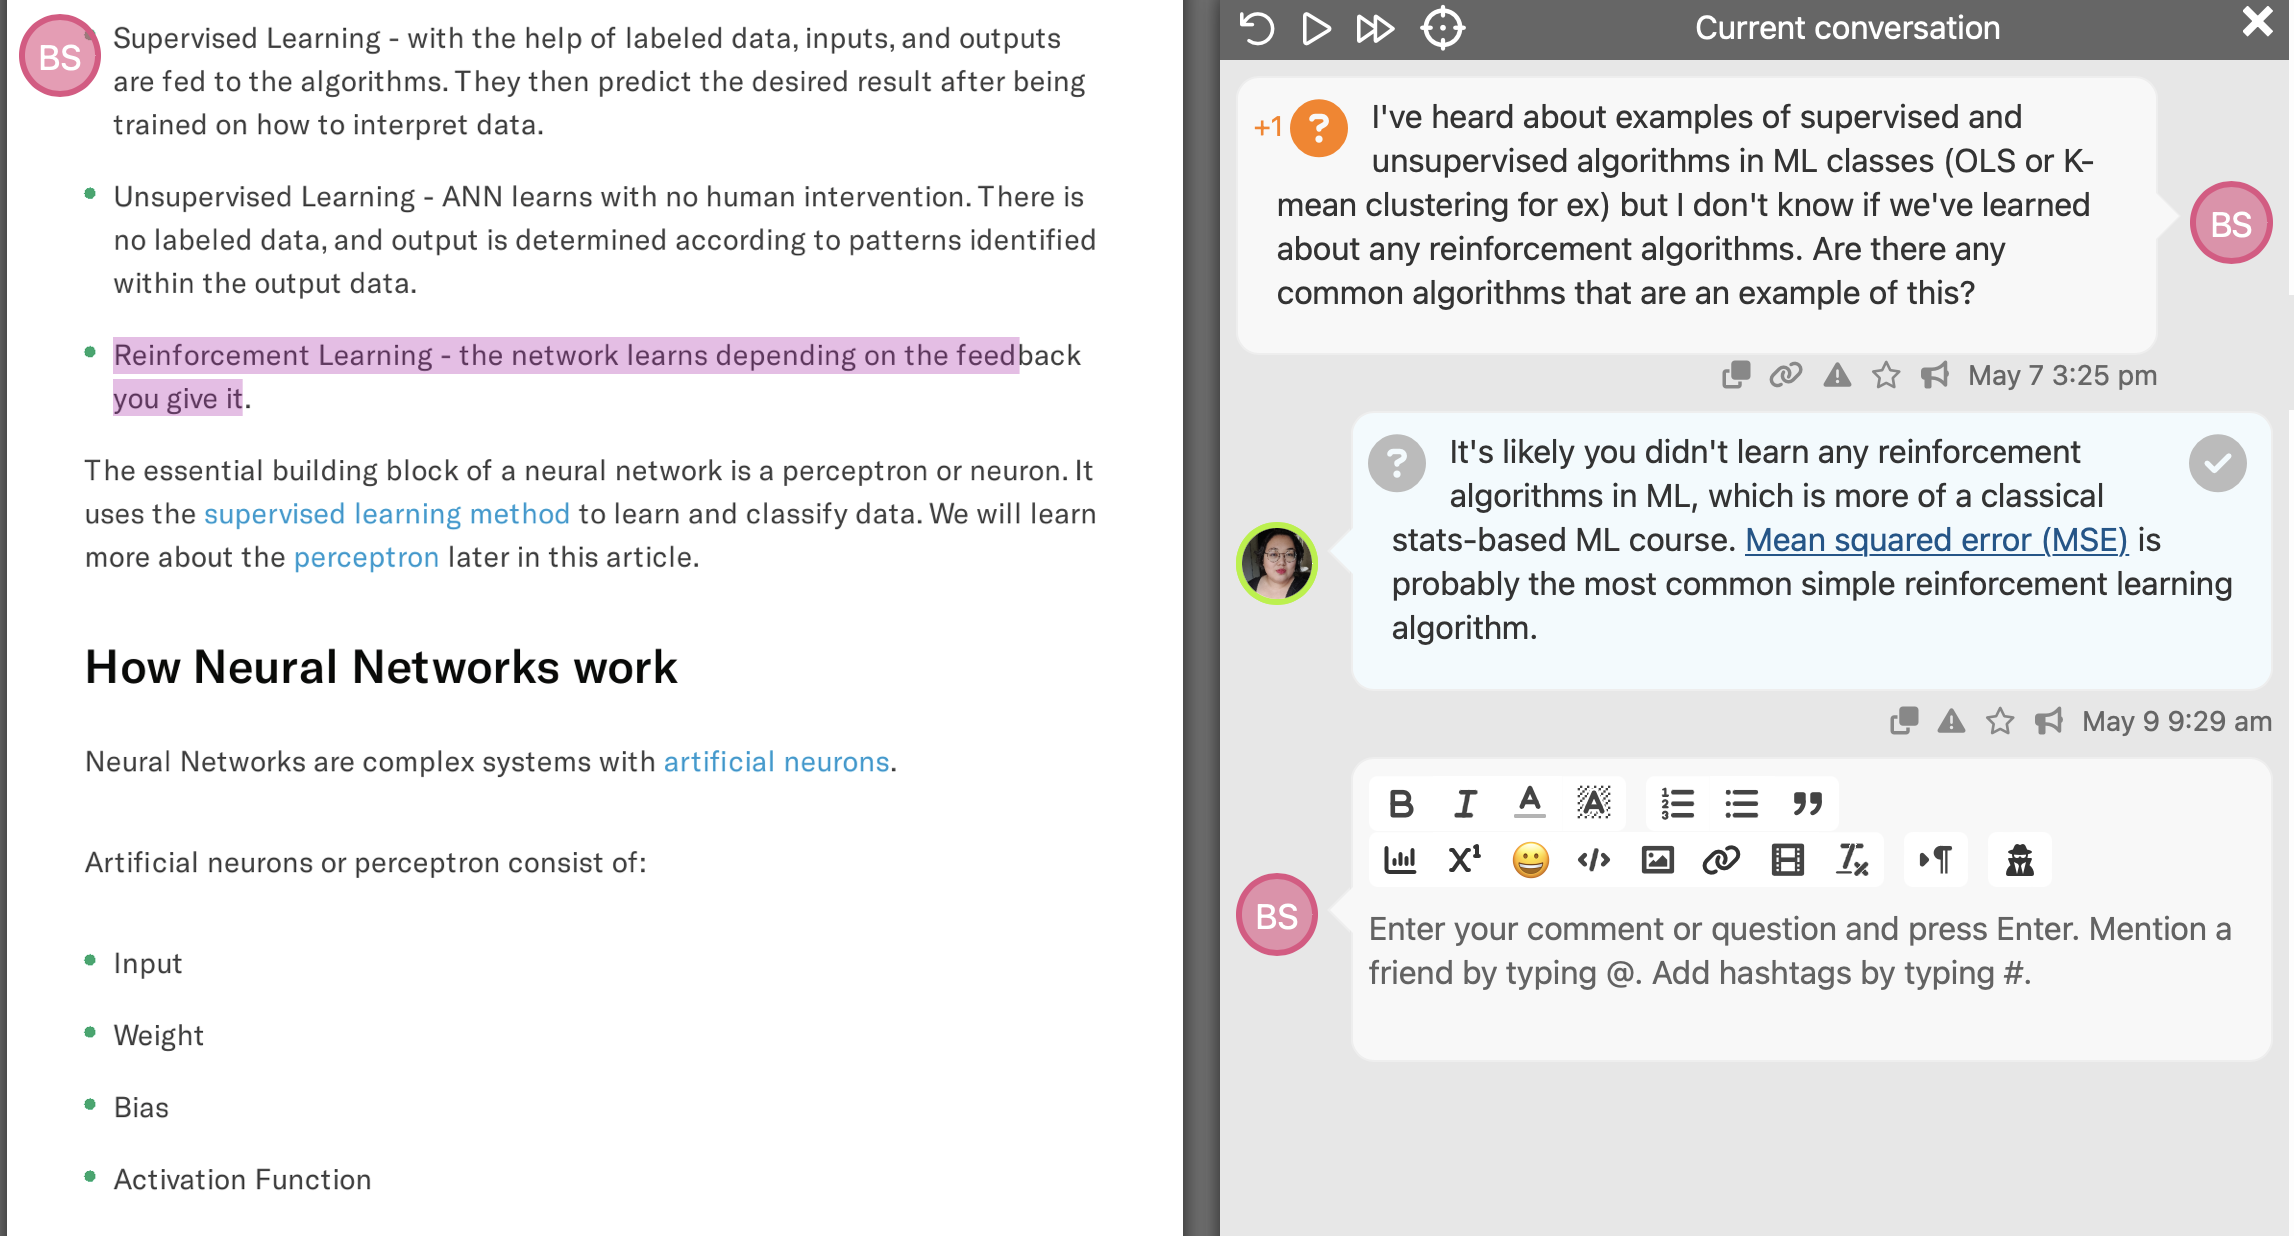 BS
Supervised Learning - with the help of labeled data, inputs, and outputs
are fed to the algorithms. They then predict the desired result after being
trained on how to interpret data.
Unsupervised Learning - ANN learns with no human intervention. There is
no labeled data, and output is determined according to patterns identified
within the output data.
Reinforcement Learning - the network learns depending on the feedback
you give it.
The essential building block of a neural network is a perceptron or neuron. It
uses the supervised learning method to learn and classify data. We will learn
more about the perceptron later in this article.
How Neural Networks work
Neural Networks are complex systems with artificial neurons.
Artificial neurons or perceptron consist of:
Input
Weight
Bias
Activation Function
Current conversation
+1 ? I've heard about examples of supervised and
unsupervised algorithms in ML classes (OLS or K-
mean clustering for ex) but I don't know if we've learned
about any reinforcement algorithms. Are there any
common algorithms that are an example of this?
BS
May 7 3:25 pm
? It's likely you didn't learn any reinforcement
algorithms in ML, which is more of a classical
stats-based ML course. Mean squared error (MSE) is
probably the most common simple reinforcement learning
algorithm.
May 9 9:29 am
BS
Enter your comment or question and press Enter. Mention a
friend by typing @. Add hashtags by typing #.